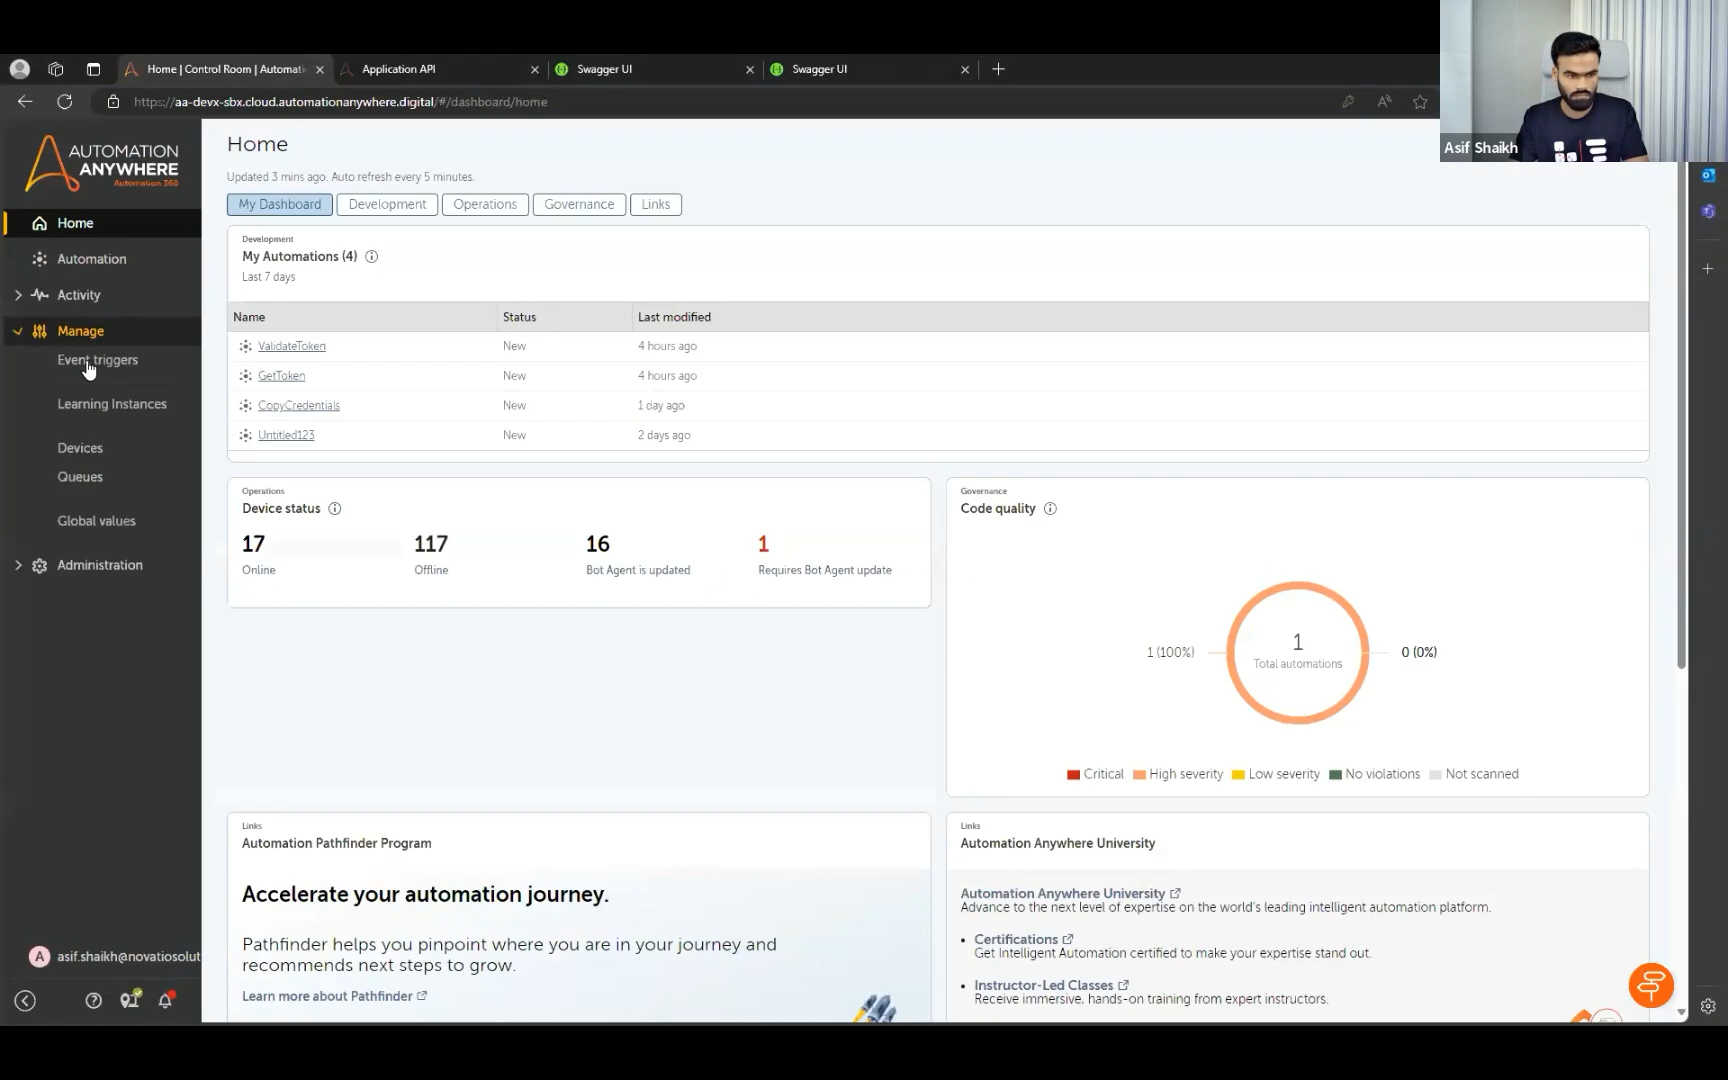 Home | Control Room | Automati
Application API
Swagger UI
Swagger UI
https://aa-devx-sbx.cloud.automationanywhere.digital/#/dashboard/home
Asif Shaikh
AUTOMATION
ANYWHERE
Automation 360
Home
Automation
Activity
Manage
Event triggers
Learning Instances
Devices
Queues
Global values
Administration
A asif.shaikh@novatiosolut
Home
Updated 3 mins ago. Auto refresh every 5 minutes.
My Dashboard Development Operations Governance Links
Development
My Automations (4)
Last 7 days
Name Status Last modified
ValidateToken New 4 hours ago
GetToken New 4 hours ago
CopyCredentials New 1 day ago
Untitled123 New 2 days ago
Operations
Device status
17 117 16 1
Online Offline Bot Agent is updated Requires Bot Agent update
Governance
Code quality
1 (100%)
1
Total automations
0 (0%)
Critical High severity Low severity No violations Not scanned
Links
Automation Pathfinder Program
Accelerate your automation journey.
Pathfinder helps you pinpoint where you are in your journey and
recommends next steps to grow.
Learn more about Pathfinder
Links
Automation Anywhere University
Automation Anywhere University
Advance to the next level of expertise on the world's leading intelligent automation platform.
• Certifications
Get Intelligent Automation certified to make your expertise stand out.
• Instructor-Led Classes
Receive immersive, hands-on training from expert instructors.